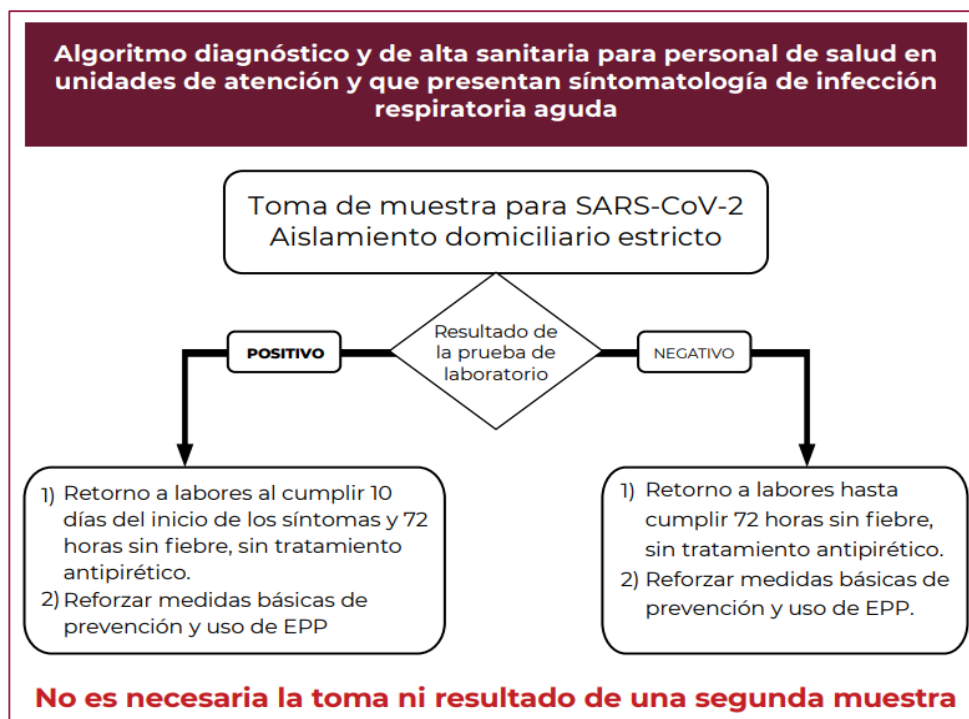 Algoritmo diagnóstico y de alta sanitaria para personal de salud en
unidades de atención y que presentan síntomatología de infección
respiratoria aguda
Toma de muestra para SARS-CoV-2
Aislamiento domiciliario estricto
Resultado de
la prueba de
laboratorio
POSITIVO
NEGATIVO
1) Retorno a labores al cumplir 10
días del inicio de los síntomas y 72
horas sin fiebre, sin tratamiento
antipirético.
2) Reforzar medidas básicas de
prevención y uso de EPP
1) Retorno a labores hasta
cumplir 72 horas sin fiebre,
sin tratamiento antipirético.
2) Reforzar medidas básicas de
prevención y uso de EPP.
No es necesaria la toma ni resultado de una segunda muestra